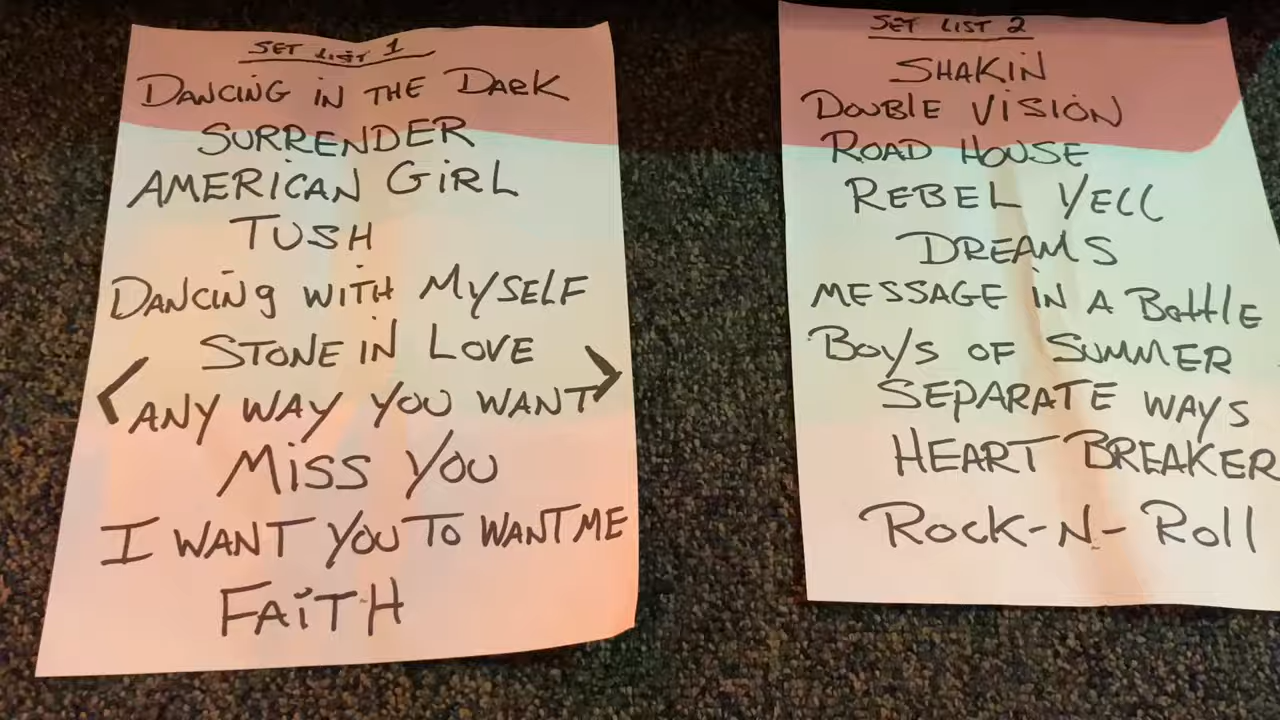 SET LIST 1
DANCING IN THE DARK
SURRENDER
AMERICAN GiRL
TUSH
DANCiNg WiTH MYSELF
STONE iN LOVE
<ANY WAY YOU WANT>
MiSS YOU
I WANT YOU TO WANT ME
FAiTH
SET LIST 2
SHAKiN
DOUBLE ViSiON
ROAD HOUSE
REBEL YELL
DREAMS
MESSAGE iN A BottlE
BOYS OF SUMMER
SEPARATE WAYS
HEART BREAKER
ROCK-N-Roll